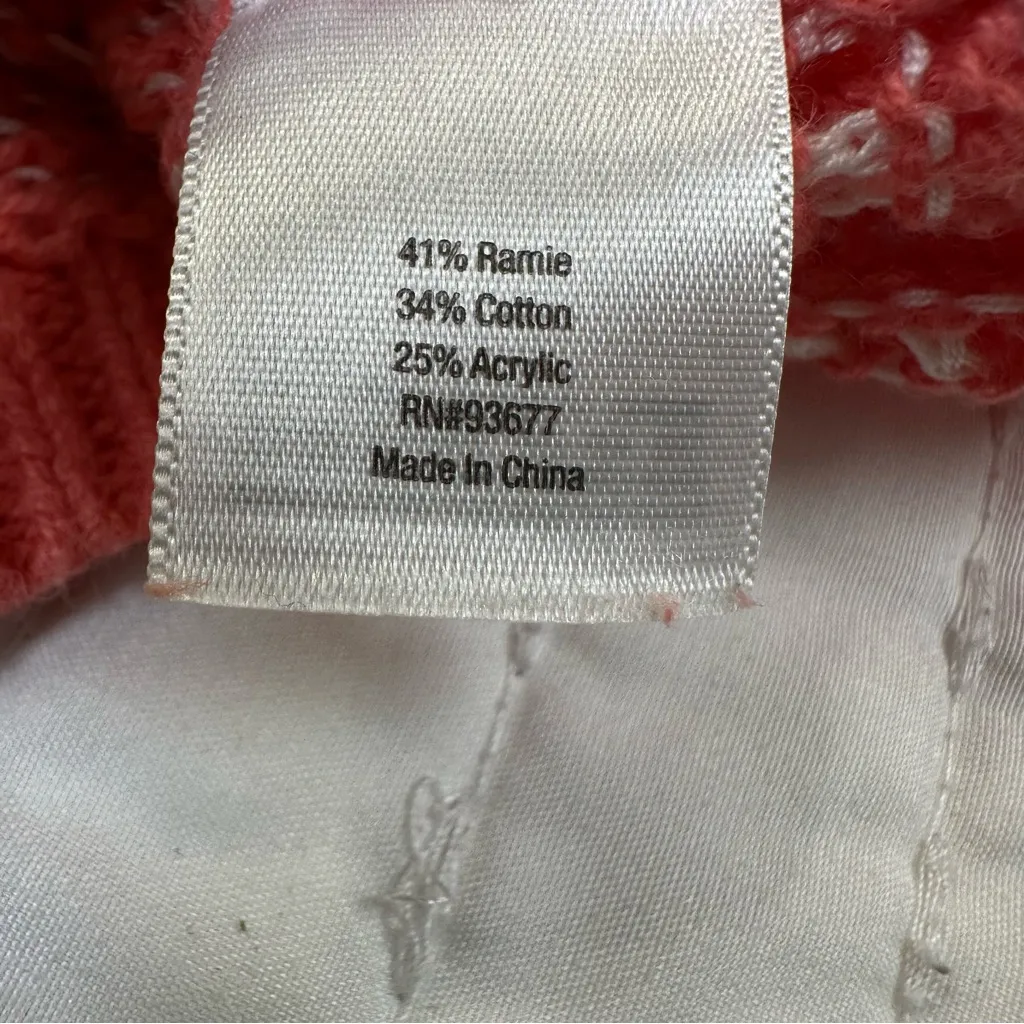 41% Ramie
34% Cotton
25% Acrylic
RN#93677
Made In China